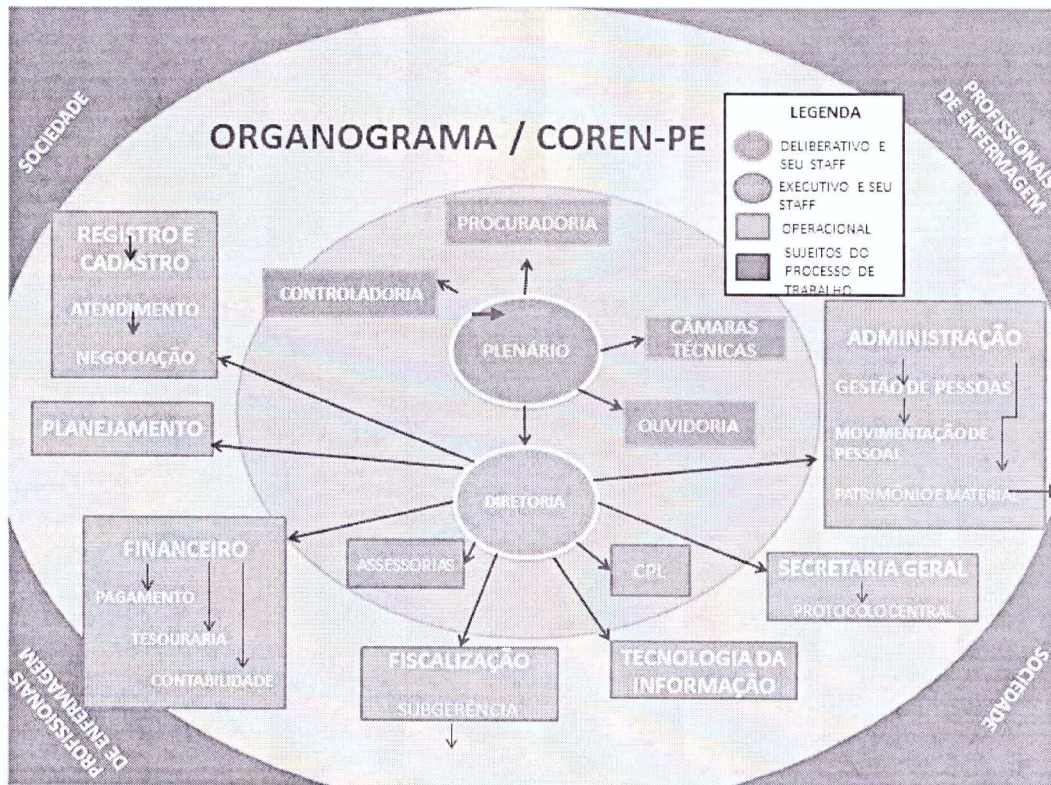 SOCIEDADE
PROFISSIONAIS
DE ENFERMAGEM
ORGANOGRAMA / COREN-PE
LEGENDA
DELIBERATIVO E
SEU STAFF
EXECUTIVO E SEU
STAFF
OPERACIONAL
SUJEITOS DO
PROCESSO DE
TRABALHO
REGISTRO E
CADASTRO
ATENDIMENTO
NEGOCIAÇÃO
PROCURADORIA
CONTROLADORIA
PLENÁRIO
CÂMARAS
TÉCNICAS
OUVIDORIA
ADMINISTRAÇÃO
GESTÃO DE PESSOAS
MOVIMENTAÇÃO DE
PESSOAL
PATRIMÔNIO E MATERIAL
PLANEJAMENTO
DIRETORIA
FINANCEIRO
PAGAMENTO
TESOURARIA
CONTABILIDADE
ASSESSORIAS
CPL
SECRETARIA GERAL
PROTOCOLO CENTRAL
FISCALIZAÇÃO
SUBGERÊNCIA
TECNOLOGIA DA
INFORMAÇÃO
PROFISSIONAIS
DE ENFERMAGEM
SOCIEDADE